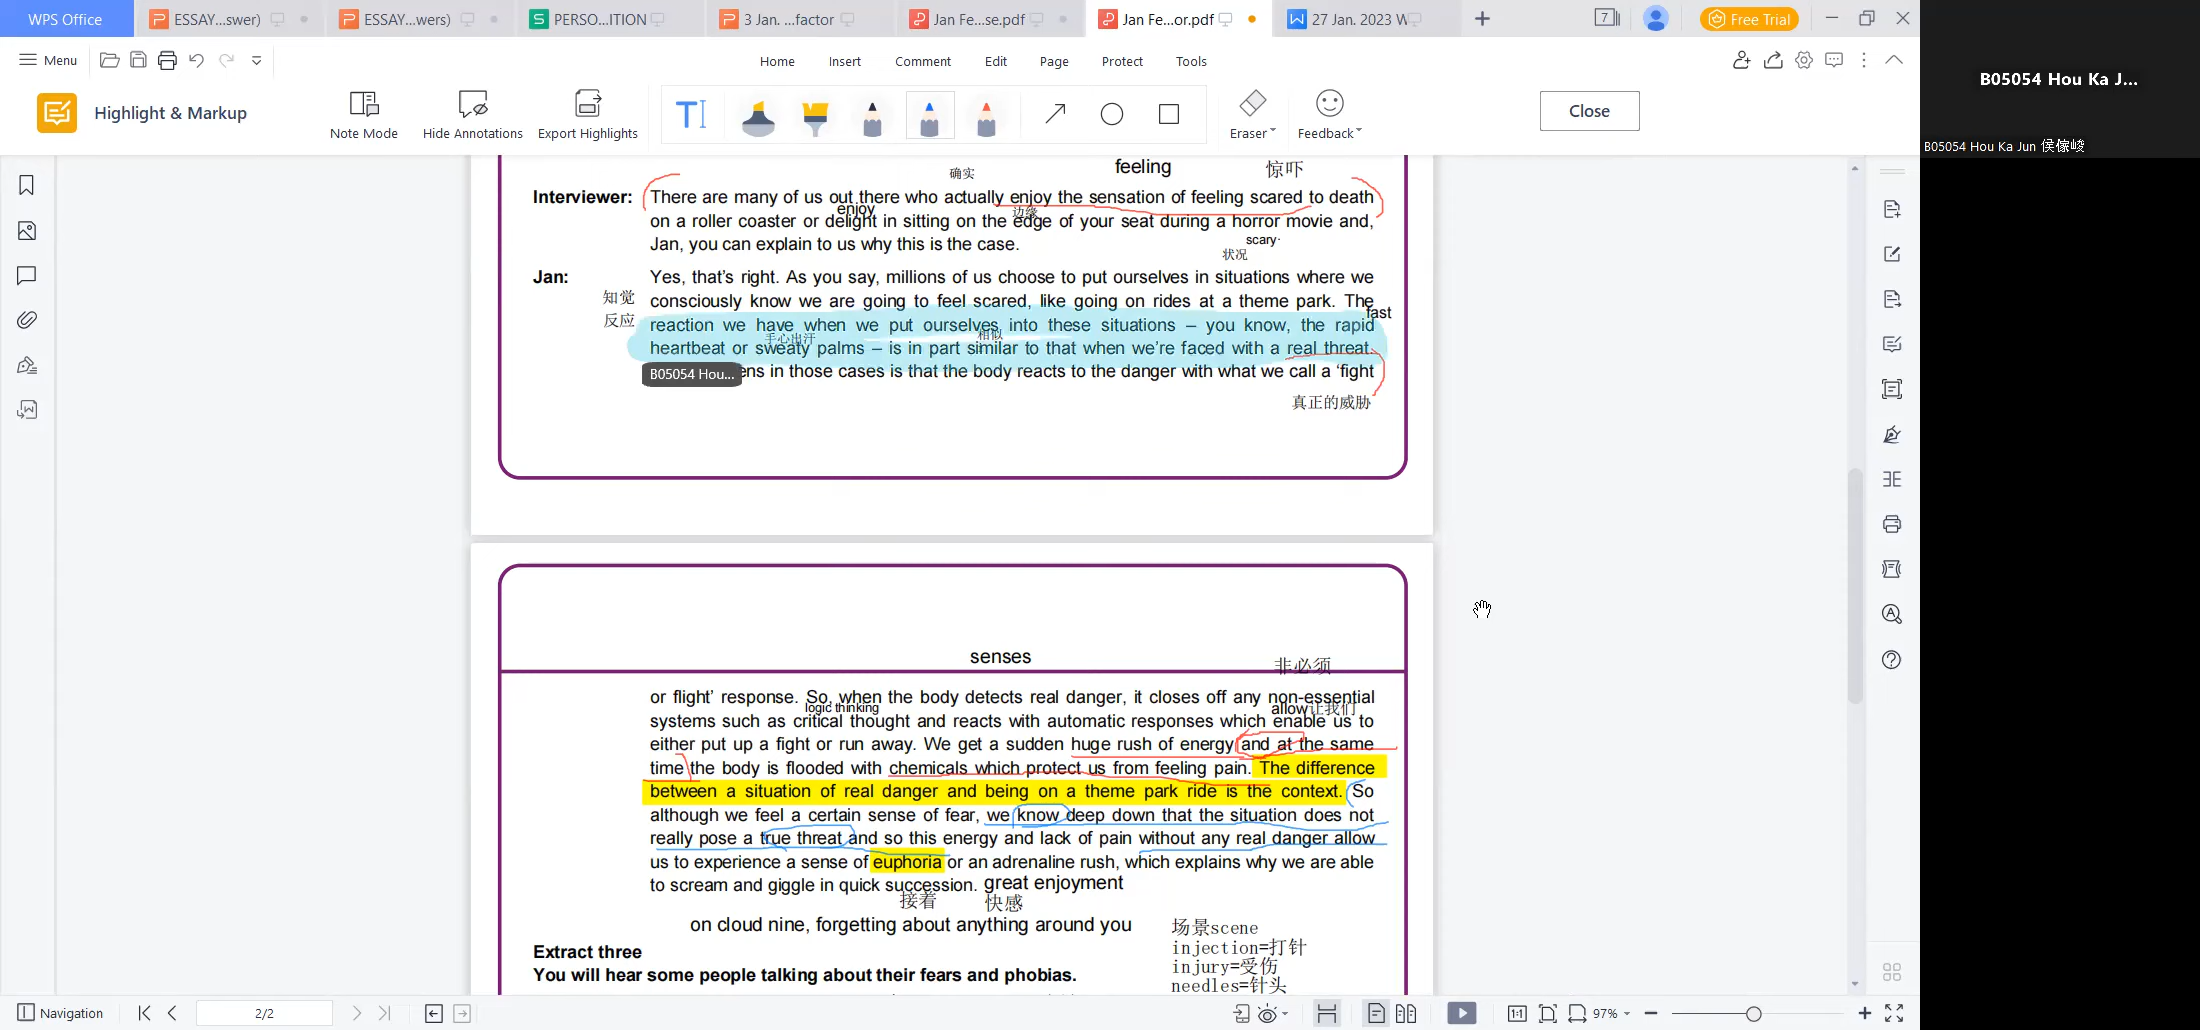 WPS Office
ESSAY...swer)
ESSAY...wers)
PERSO...ITION
3 Jan. ...factor
Jan Fe...se.pdf
Jan Fe...or.pdf
27 Jan. 2023 W
7
Free Trial
Menu
Home Insert Comment Edit Page Protect Tools
Highlight & Markup
Note Mode
Hide Annotations
Export Highlights
Eraser
Feedback
Close
B05054 Hou Ka J...
B05054 Hou Ka Jun 侯傢峻
确实
feeling
惊吓
Interviewer: There are many of us out there who actually enjoy the sensation of feeling scared to death
enjoy
边缘
on a roller coaster or delight in sitting on the edge of your seat during a horror movie and,
Jan, you can explain to us why this is the case.
scary
状况
Jan: Yes, that's right. As you say, millions of us choose to put ourselves in situations where we
知觉
consciously know we are going to feel scared, like going on rides at a theme park. The
fast
反应
reaction we have when we put ourselves into these situations – you know, the rapid
手心出汗
相似
heartbeat or sweaty palms – is in part similar to that when we're faced with a real threat.
B05054 Hou...
ens in those cases is that the body reacts to the danger with what we call a 'fight
真正的威胁
senses
非必须
or flight' response. So, when the body detects real danger, it closes off any non-essential
logic thinking
allow让我们
systems such as critical thought and reacts with automatic responses which enable us to
either put up a fight or run away. We get a sudden huge rush of energy and at the same
time the body is flooded with chemicals which protect us from feeling pain. The difference
between a situation of real danger and being on a theme park ride is the context. So
although we feel a certain sense of fear, we know deep down that the situation does not
really pose a true threat and so this energy and lack of pain without any real danger allow
us to experience a sense of euphoria or an adrenaline rush, which explains why we are able
to scream and giggle in quick succession.
great enjoyment
接着
快感
on cloud nine, forgetting about anything around you
场景scene
injection=打针
injury=受伤
needles=针头
Extract three
You will hear some people talking about their fears and phobias.
Navigation
2/2
1:1
97%